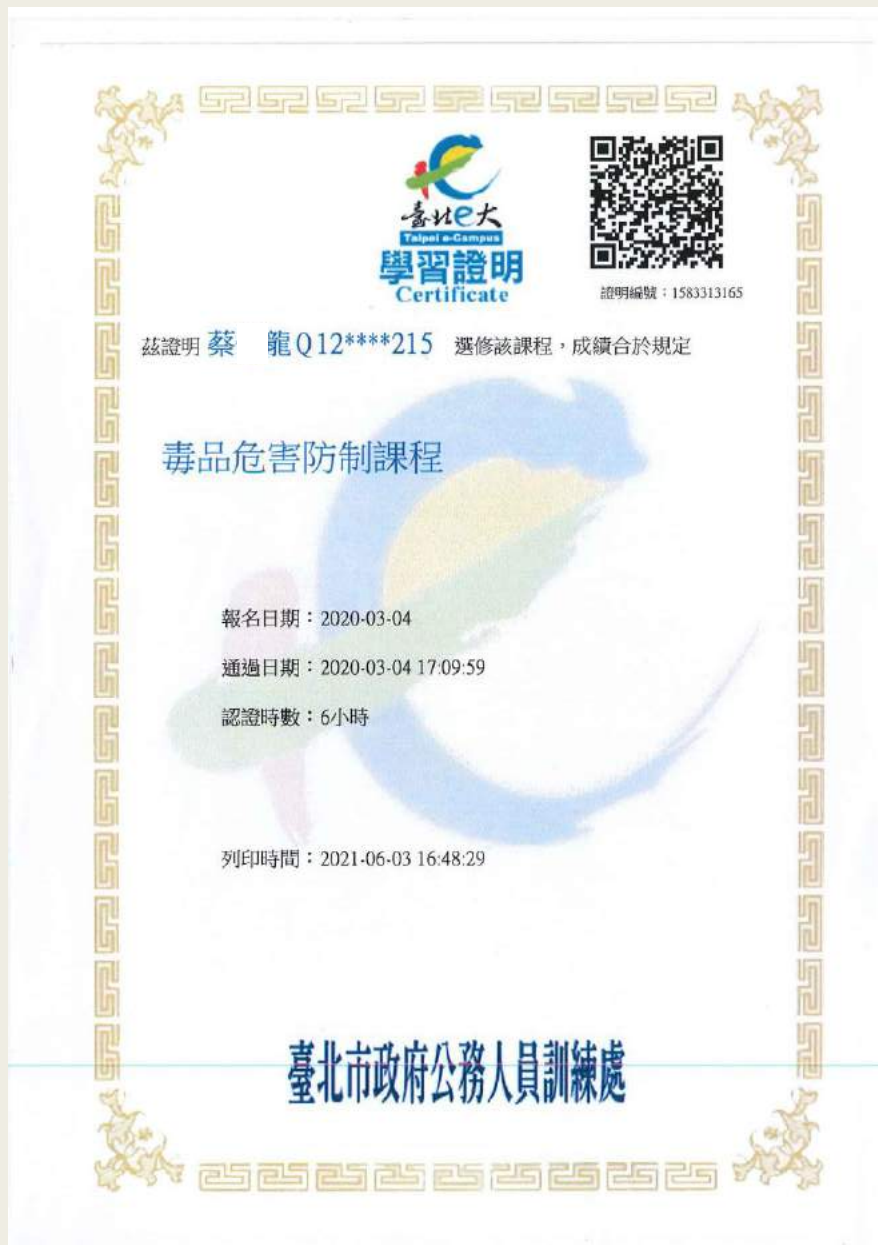 臺北e大
Taipei e-Campus
學習證明
Certificate
證明編號：1583313165
茲證明 蔡 龍Q12****215 選修該課程，成績合於規定
毒品危害防制課程
報名日期：2020-03-04
通過日期：2020-03-04 17:09:59
認證時數：6小時
列印時間：2021-06-03 16:48:29
臺北市政府公務人員訓練處